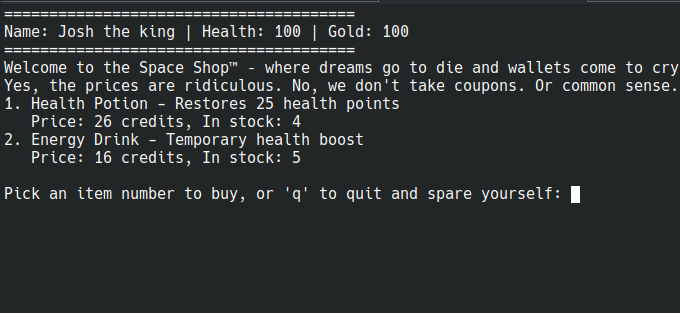 =======================================
Name: Josh the king | Health: 100 | Gold: 100
=======================================
Welcome to the Space Shop™ - where dreams go to die and wallets come to cry
Yes, the prices are ridiculous. No, we don't take coupons. Or common sense.
1. Health Potion – Restores 25 health points
   Price: 26 credits, In stock: 4
2. Energy Drink – Temporary health boost
   Price: 16 credits, In stock: 5
Pick an item number to buy, or 'q' to quit and spare yourself: